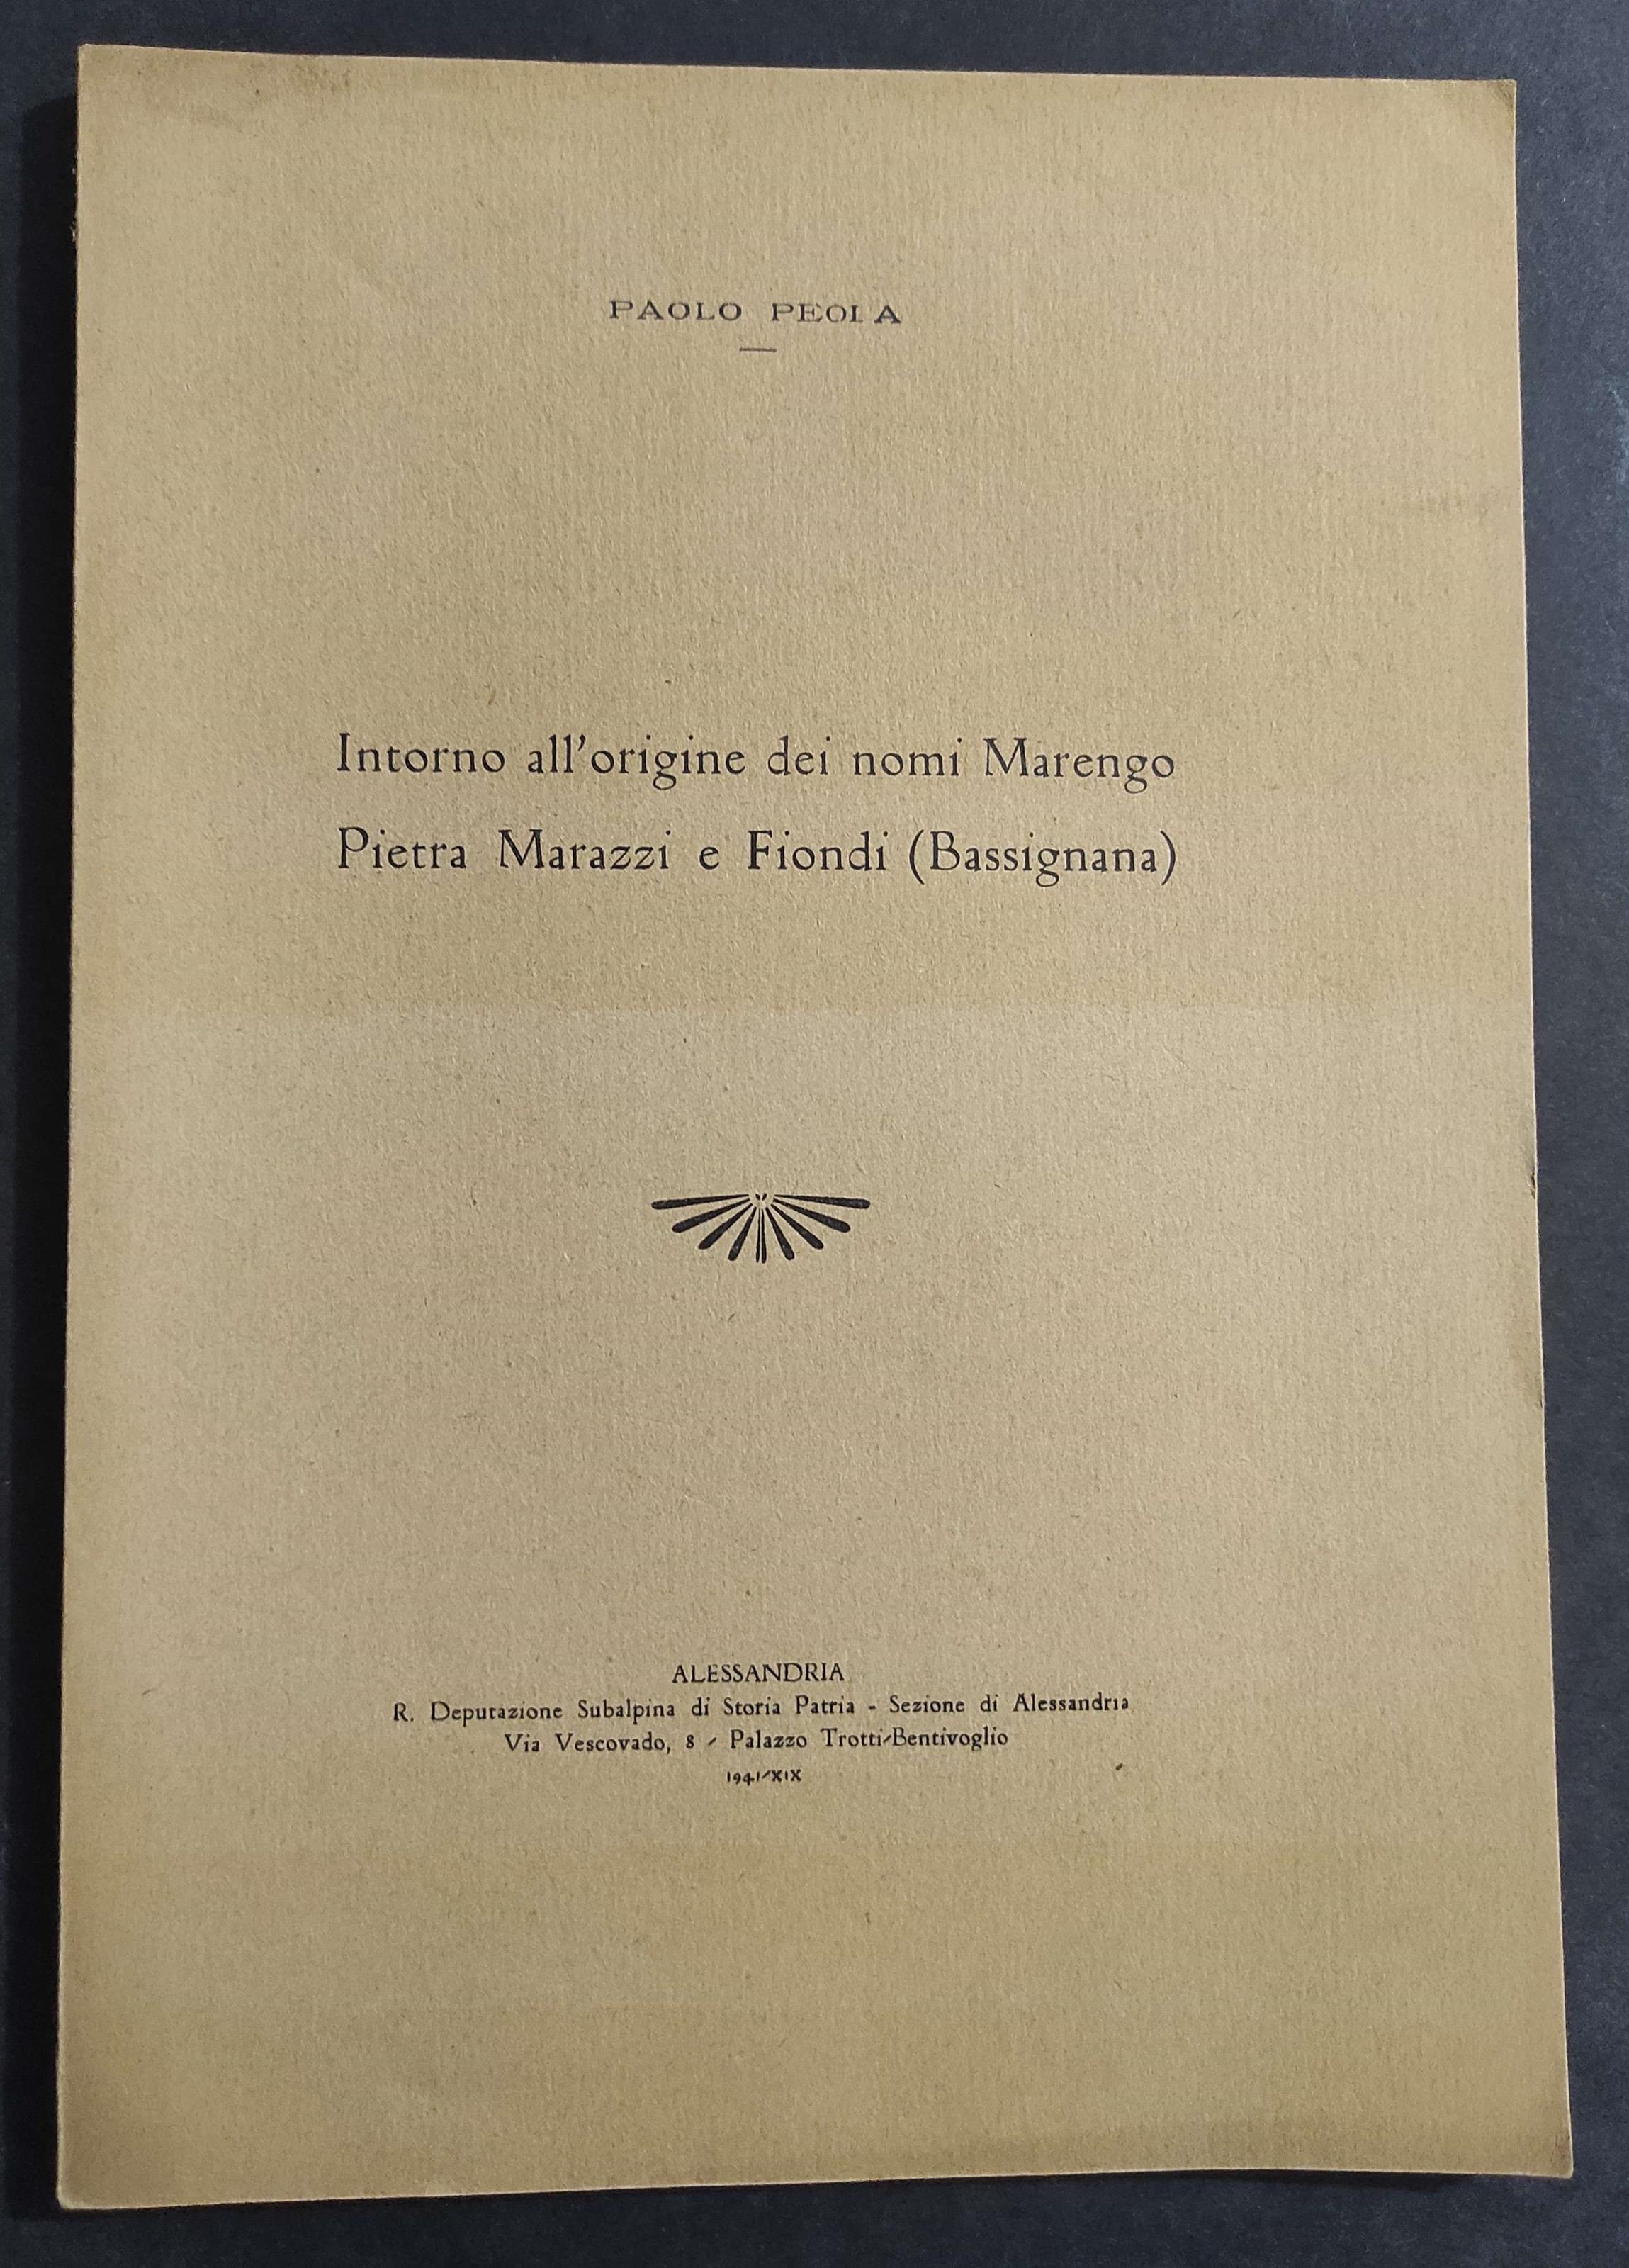 PAOLO PEOLA
Intorno all'origine dei nomi Marengo
Pietra Marazzi e Fiondi (Bassignana)
ALESSANDRIA
R. Deputazione Subalpina di Storia Patria - Sezione di Alessandria
Via Vescovado, 8 - Palazzo Trotti-Bentivoglio
1941-XIX